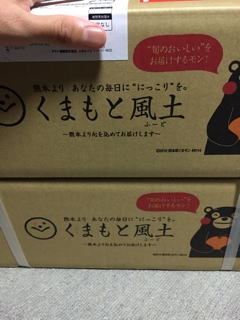 "旬のおいしい"を
お届けするモン!
熊本より あなたの毎日に"にっこり"を。
くまもと風土
ふーど
〜熊本より旬を込めてお届けします〜
"旬のおいしい"を
お届けするモン!
熊本より あなたの毎日に"にっこり"を。
くまもと風土
ふーど
〜熊本より旬を込めてお届けします〜